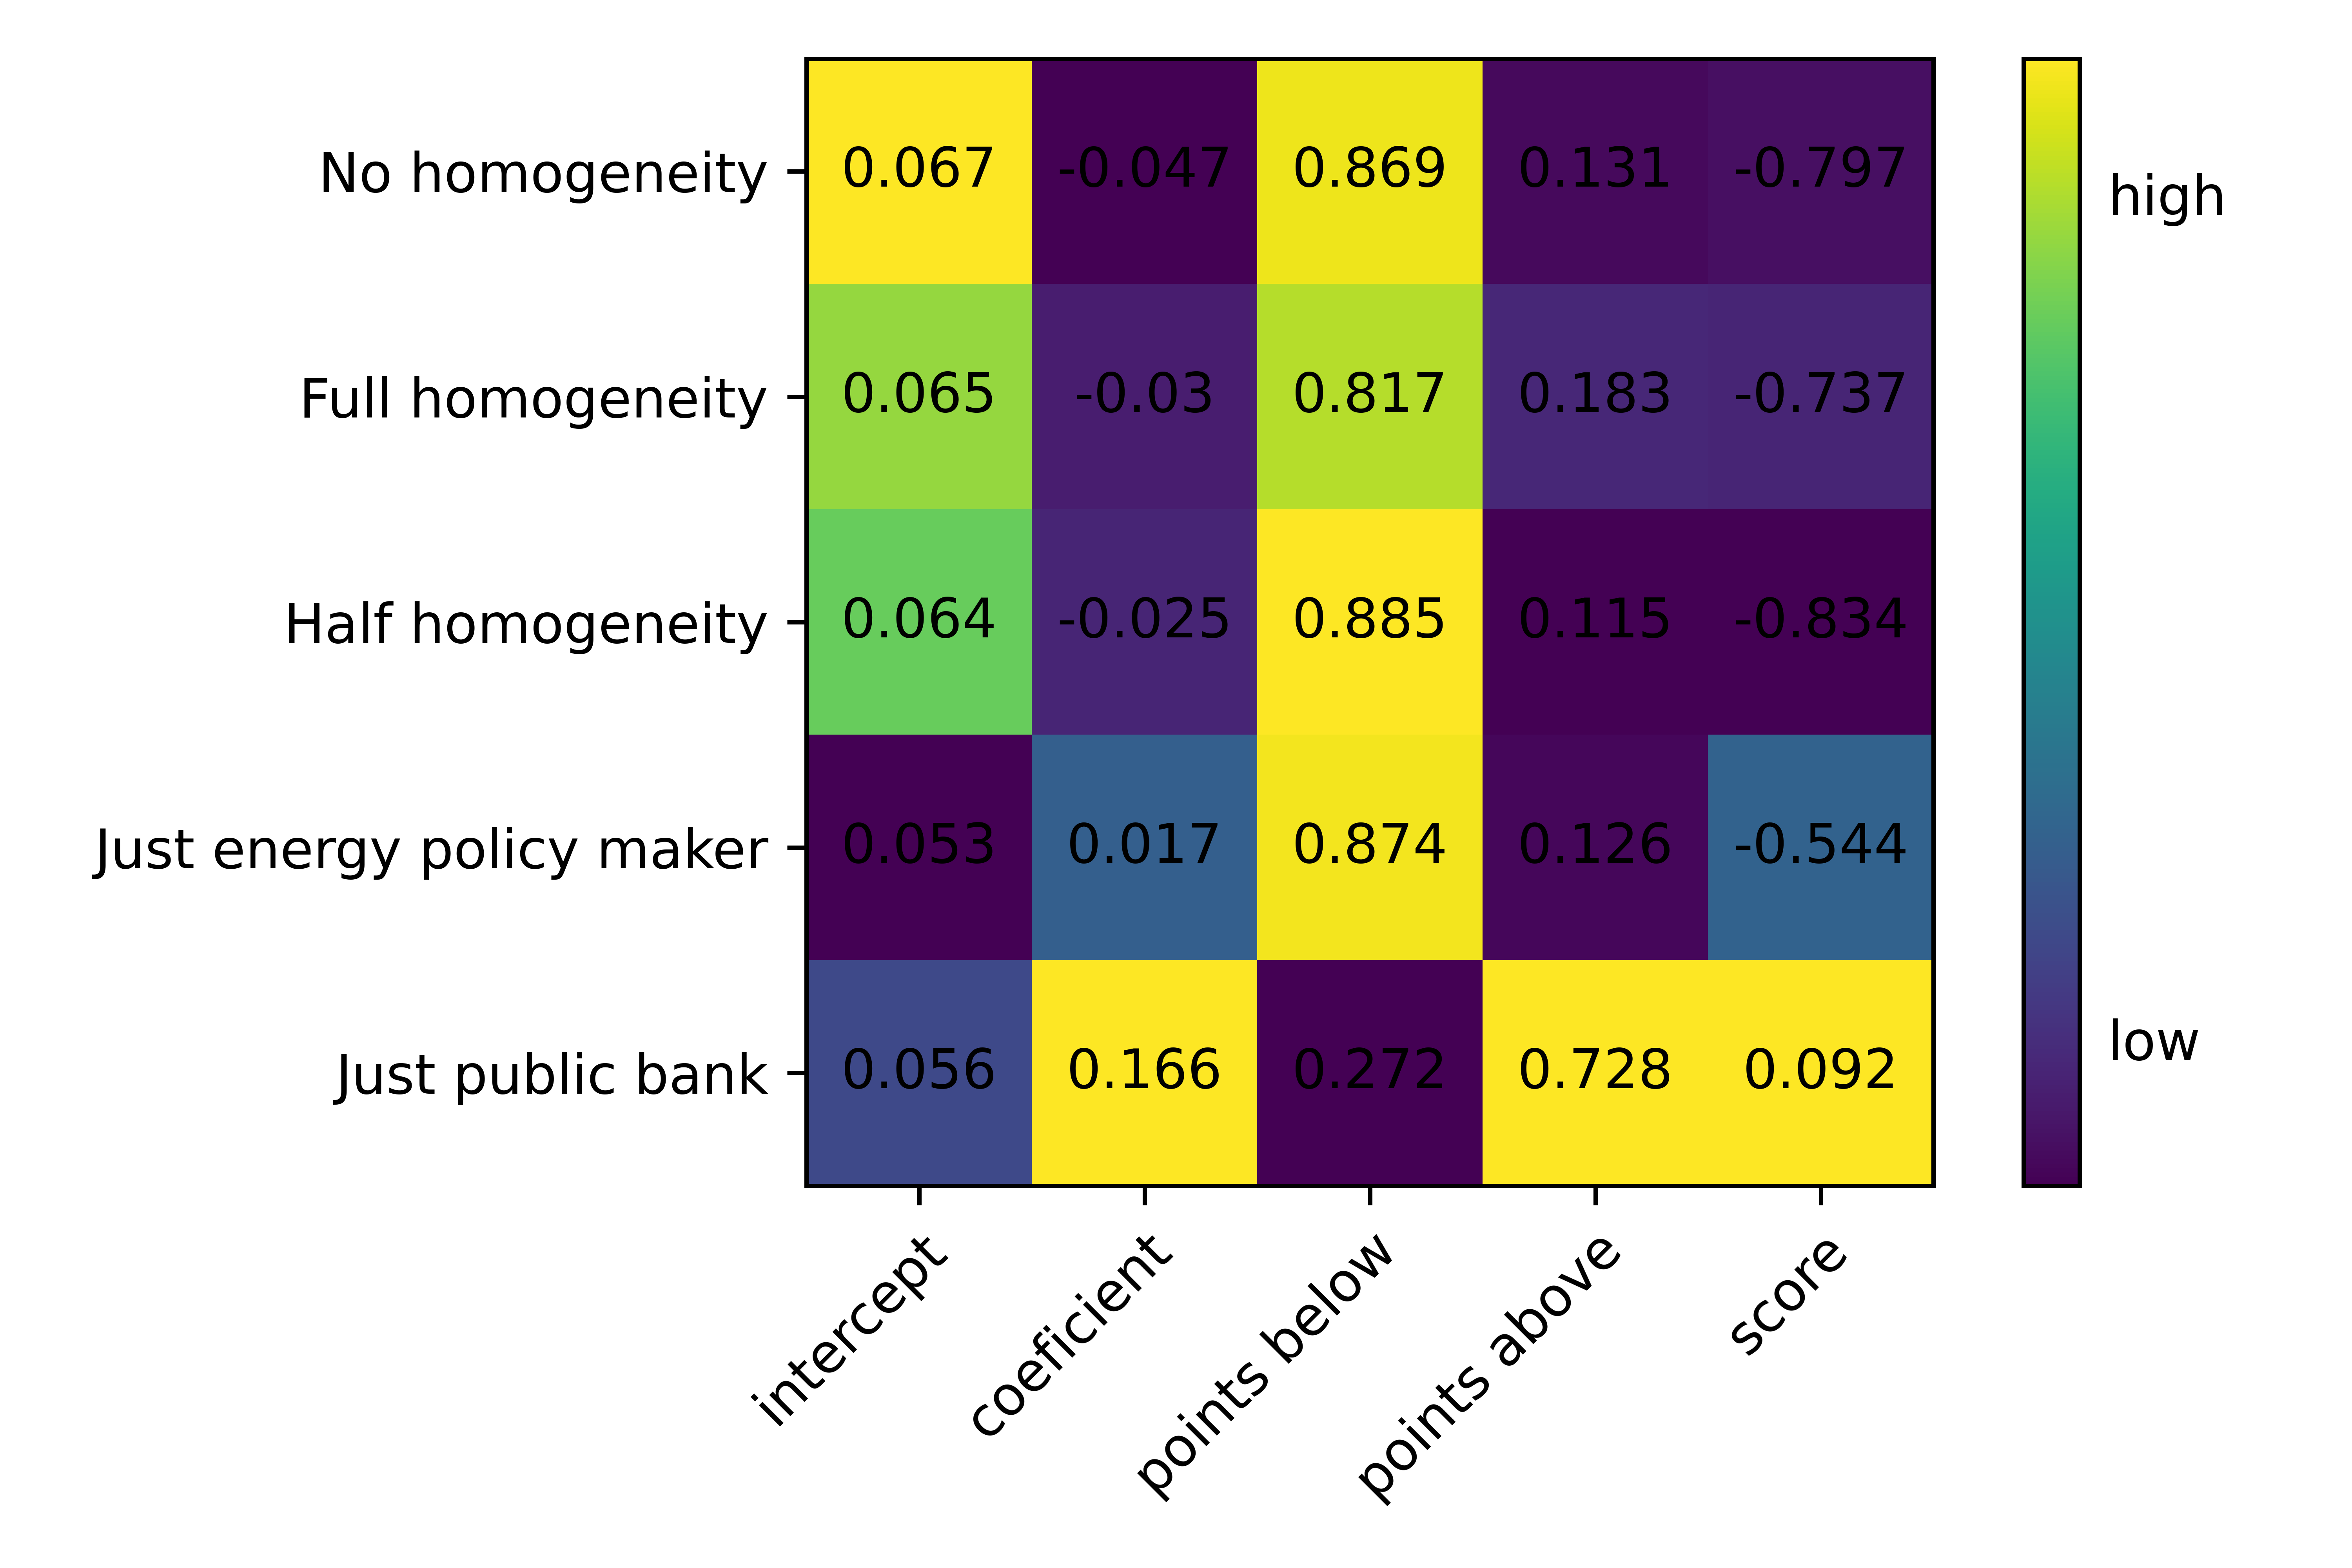 No homogeneity 0.067 -0.047 0.869 0.131 -0.797
high
Full homogeneity 0.065 -0.03 0.817 0.183 -0.737
Half homogeneity 0.064 -0.025 0.885 0.115 -0.834
Just energy policy maker 0.053 0.017 0.874 0.126 -0.544
low
Just public bank 0.056 0.166 0.272 0.728 0.092
intercept
coeficient
points below
points above
score